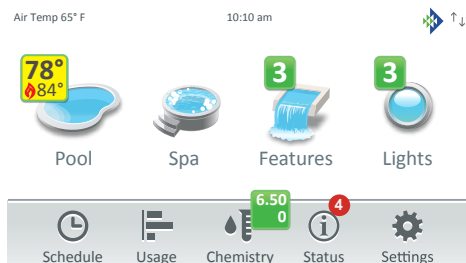 Air Temp 65° F
10:10 am
78°
84°
3
3
Pool
Spa
Features
Lights
6.50
0
4
Schedule
Usage
Chemistry
Status
Settings